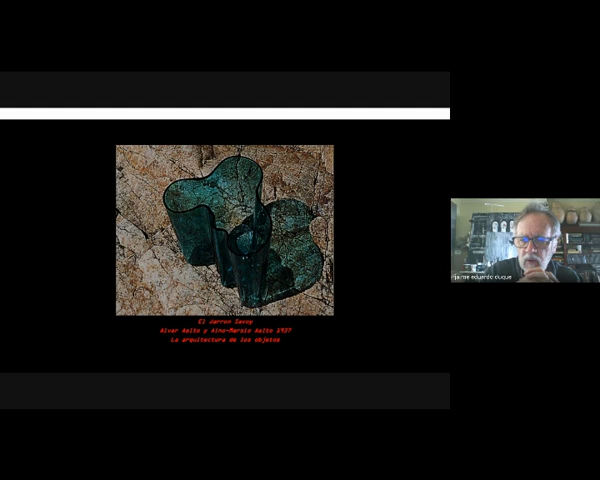 El Jarron Savoy
Alvar Aalto y Aino-Marsio Aalto 1937
La arquitectura de los objetos
jaime eduardo duque